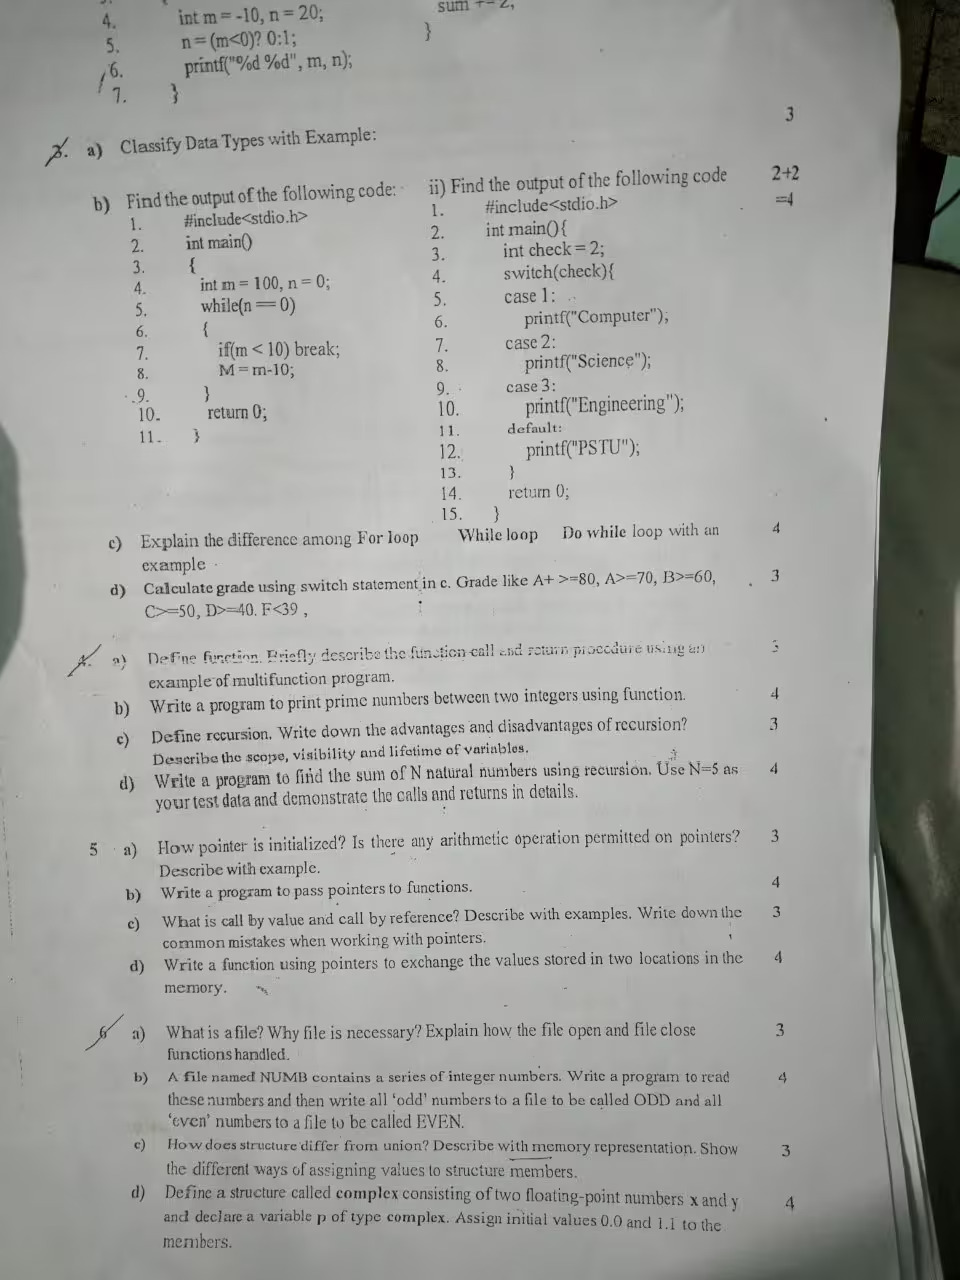 4. int m = -10, n = 20;
5. n = (m<0)? 0:1;
6. printf("%d %d", m, n);
7. }
sum += 2;
}
3. a) Classify Data Types with Example: 3
b) Find the output of the following code:
1. #include<stdio.h>
2. int main()
3. {
4. int m = 100, n = 0;
5. while(n == 0)
6. {
7. if(m < 10) break;
8. M = m-10;
9. }
10. return 0;
11. }
ii) Find the output of the following code 2+2
=4
1. #include<stdio.h>
2. int main(){
3. int check = 2;
4. switch(check){
5. case 1:
6. printf("Computer");
7. case 2:
8. printf("Science");
9. case 3:
10. printf("Engineering");
11. default:
12. printf("PSTU");
13. }
14. return 0;
15. }
c) Explain the difference among For loop While loop Do while loop with an 4
example
d) Calculate grade using switch statement in c. Grade like A+ >=80, A>=70, B>=60, 3
C>=50, D>=40. F<39 ,
4. a) Define function. Briefly describe the function call and return procedure using an 3
example of multifunction program.
b) Write a program to print prime numbers between two integers using function. 4
c) Define recursion. Write down the advantages and disadvantages of recursion? 3
Describe the scope, visibility and lifetime of variables.
d) Write a program to find the sum of N natural numbers using recursion. Use N=5 as 4
your test data and demonstrate the calls and returns in details.
5 a) How pointer is initialized? Is there any arithmetic operation permitted on pointers? 3
Describe with example.
b) Write a program to pass pointers to functions. 4
c) What is call by value and call by reference? Describe with examples. Write down the 3
common mistakes when working with pointers.
d) Write a function using pointers to exchange the values stored in two locations in the 4
memory.
6 a) What is a file? Why file is necessary? Explain how the file open and file close 3
functions handled.
b) A file named NUMB contains a series of integer numbers. Write a program to read 4
these numbers and then write all 'odd' numbers to a file to be called ODD and all
'even' numbers to a file to be called EVEN.
c) How does structure differ from union? Describe with memory representation. Show 3
the different ways of assigning values to structure members.
d) Define a structure called complex consisting of two floating-point numbers x and y 4
and declare a variable p of type complex. Assign initial values 0.0 and 1.1 to the
members.